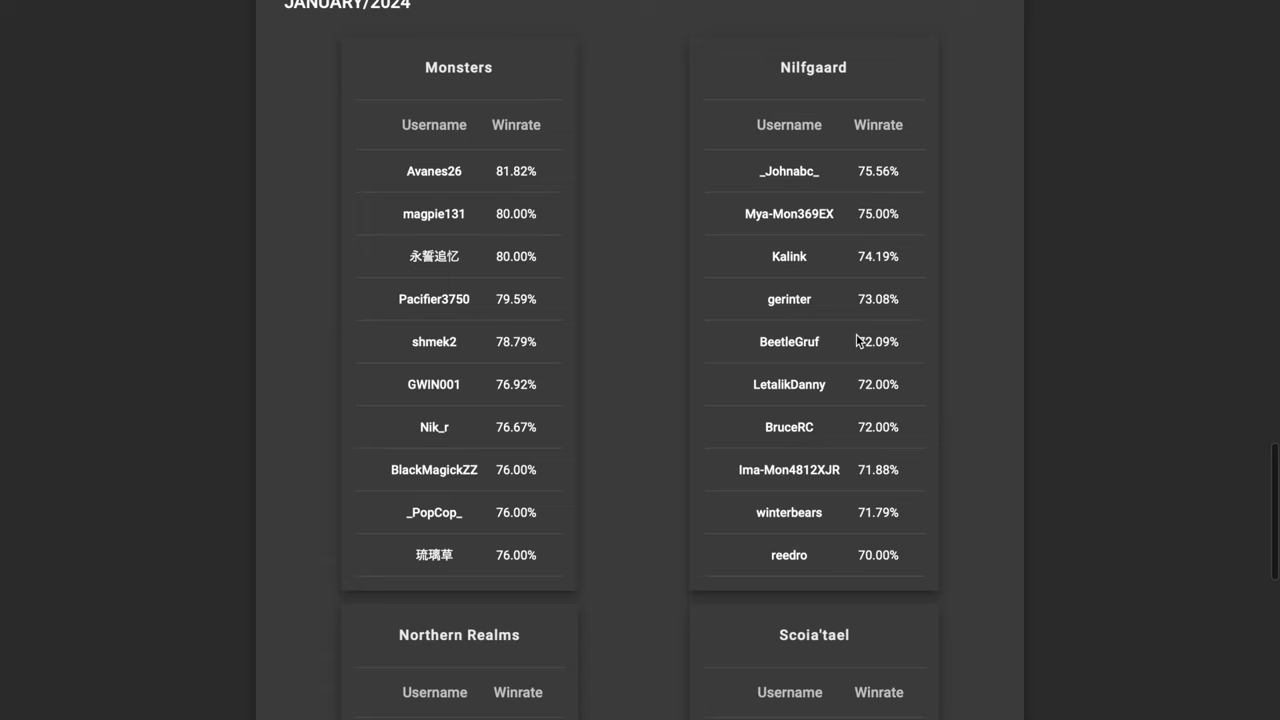 JANUARY/2024
Monsters
Username Winrate
Avanes26 81.82%
magpie131 80.00%
永誓追忆 80.00%
Pacifier3750 79.59%
shmek2 78.79%
GWIN001 76.92%
Nik_r 76.67%
BlackMagickZZ 76.00%
_PopCop_ 76.00%
琉璃草 76.00%
Nilfgaard
Username Winrate
_Johnabc_ 75.56%
Mya-Mon369EX 75.00%
Kalink 74.19%
gerinter 73.08%
BeetleGruf 2.09%
LetalikDanny 72.00%
BruceRC 72.00%
Ima-Mon4812XJR 71.88%
winterbears 71.79%
reedro 70.00%
Northern Realms
Username Winrate
Scoia'tael
Username Winrate